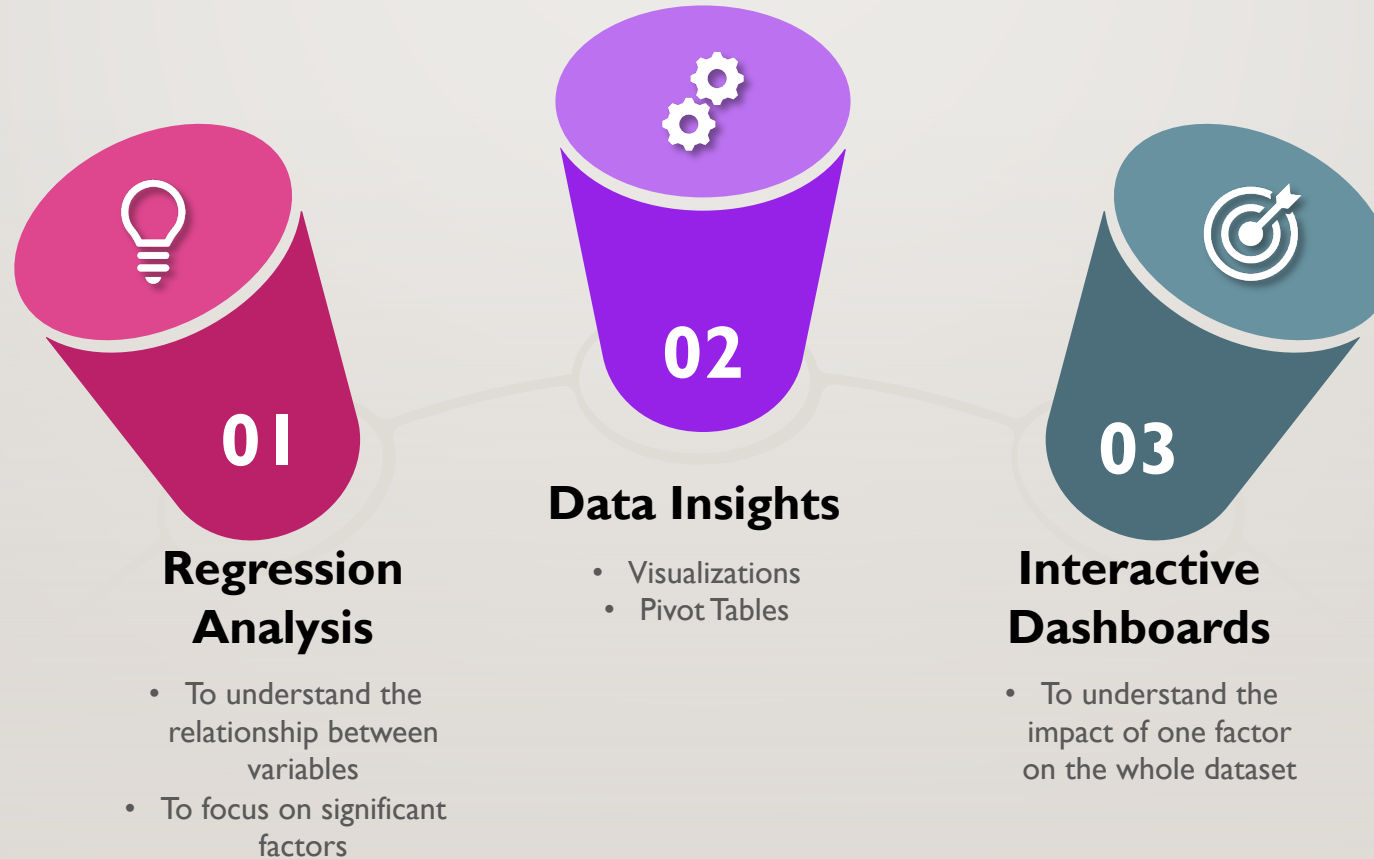 01
Regression
Analysis
• To understand the
relationship between
variables
• To focus on significant
factors
02
Data Insights
• Visualizations
• Pivot Tables
03
Interactive
Dashboards
• To understand the
impact of one factor
on the whole dataset